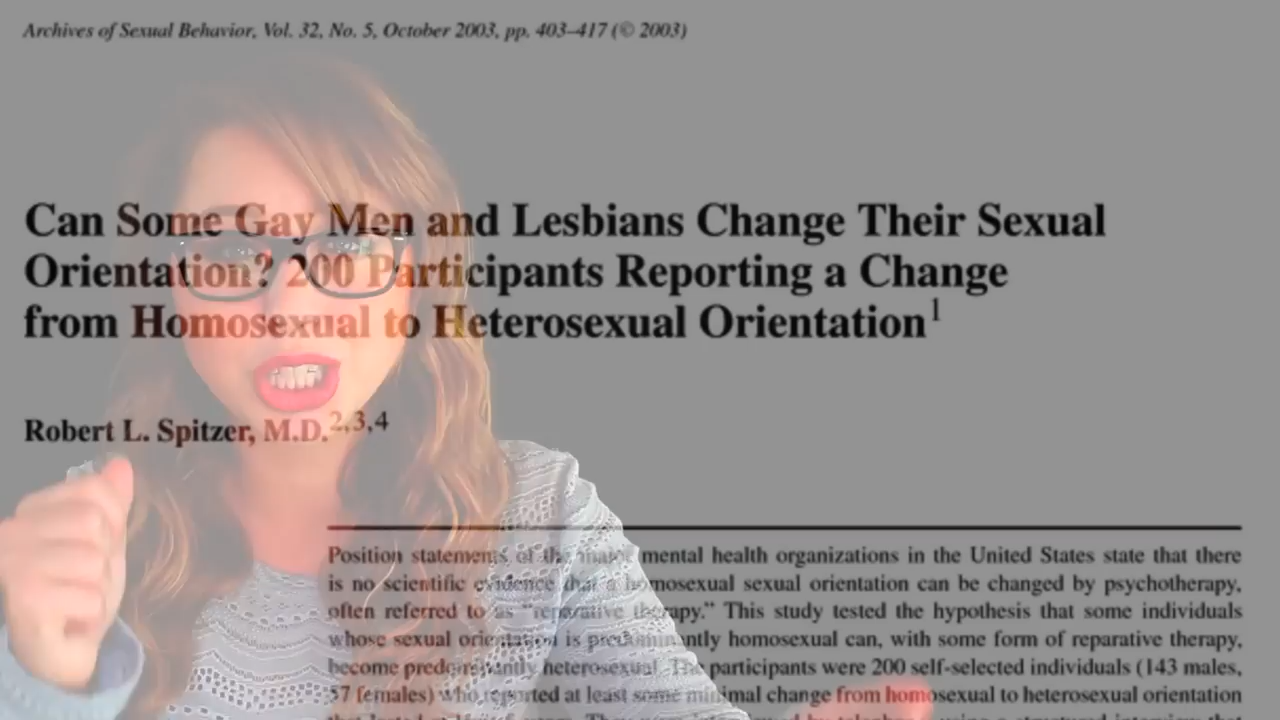 Archives of Sexual Behavior, Vol. 32, No. 5, October 2003, pp. 403–417 (© 2003)
Can Some Gay Men and Lesbians Change Their Sexual
Orientation? 200 Participants Reporting a Change
from Homosexual to Heterosexual Orientation1
Robert L. Spitzer, M.D.2,3,4
Position statements of the major mental health organizations in the United States state that there
is no scientific evidence that a homosexual sexual orientation can be changed by psychotherapy,
often referred to as “reparative therapy.” This study tested the hypothesis that some individuals
whose sexual orientation is predominantly homosexual can, with some form of reparative therapy,
become predominantly heterosexual. The participants were 200 self-selected individuals (143 males,
57 females) who reported at least some minimal change from homosexual to heterosexual orientation